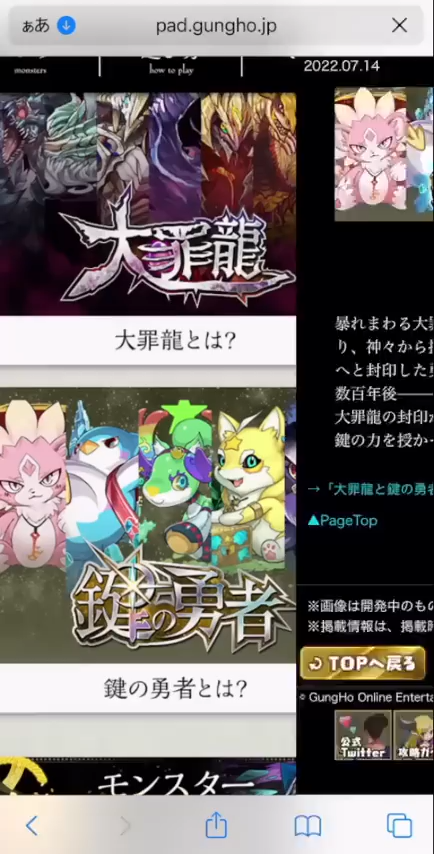 ぁあ
pad.gungho.jp
monsters
how to play
大罪龍
大罪龍とは?
鍵の勇者
鍵の勇者とは?
モンスター
2022.07.14
暴れまわる大
り、神々から
へと封印した
数百年後――
大罪龍の封印
鍵の力を授か
→「大罪龍と鍵の勇者
▲PageTop
※画像は開発中のもの
※掲載情報は、掲載時
TOPへ戻る
© GungHo Online Enterta
公式
Twitter
攻略ガ